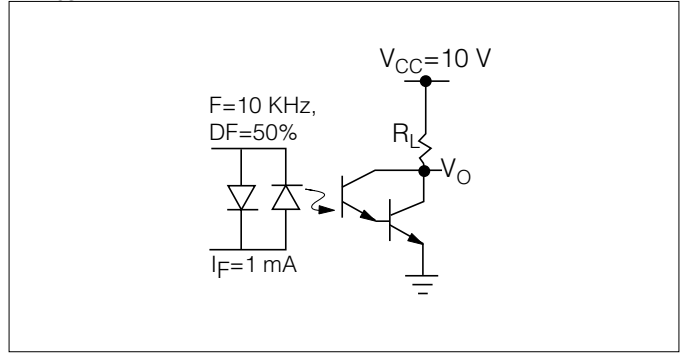 V_CC=10 V
F=10 KHz,
DF=50%
R_L
V_O
I_F=1 mA